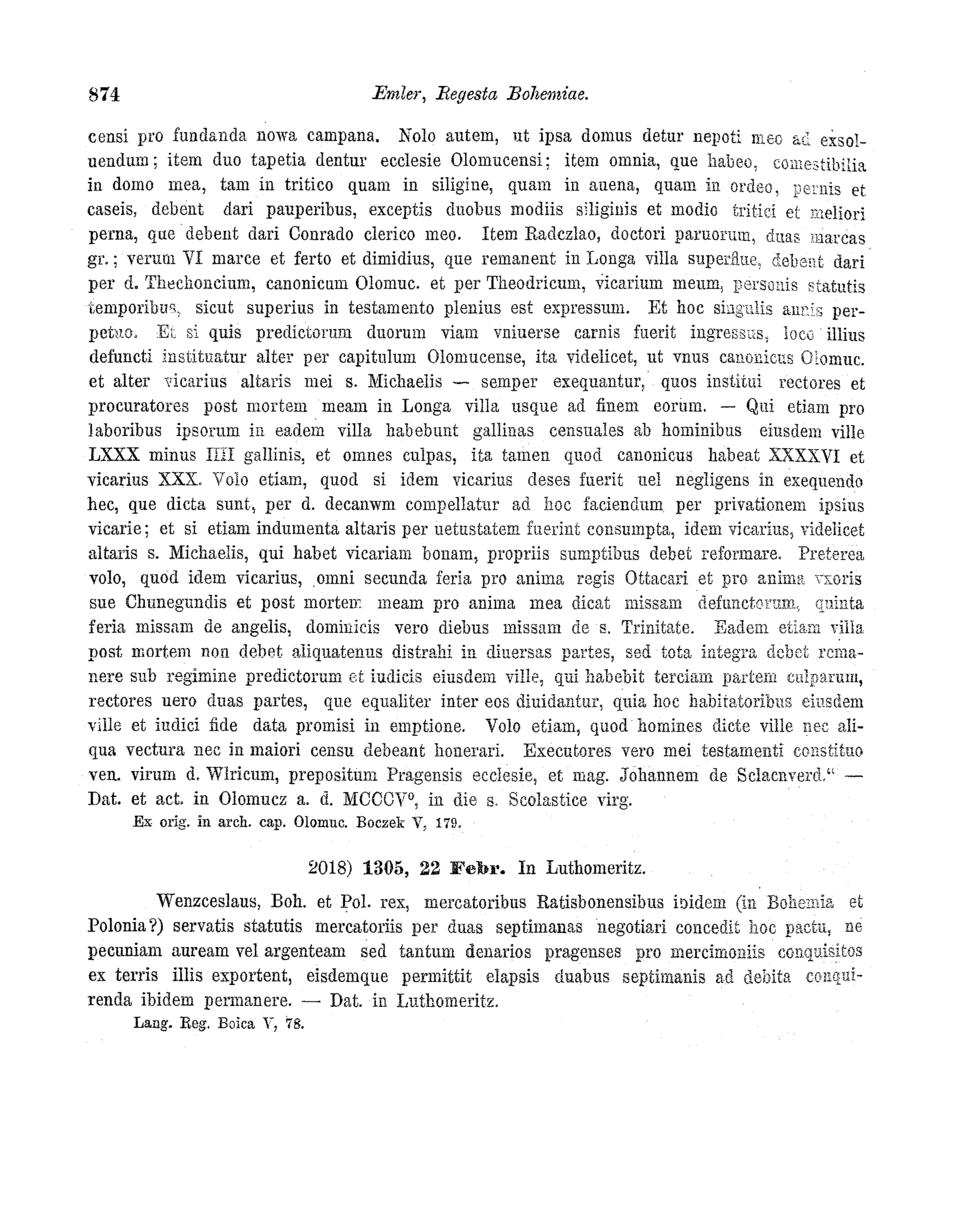 874 Emler, Regesta Bohemiae.
censi pro fundanda nowa campana. Nolo autem, ut ipsa domus detur nepoti meo ad exsol-
uendum; item duo tapetia dentur ecclesie Olomucensi; item omnia, que habeo, comestibilia
in domo mea, tam in tritico quam in siligine, quam in auena, quam in ordeo, pernis et
caseis, debent dari pauperibus, exceptis duobus modiis siliginis et modio tritici et meliori
perna, que debent dari Conrado clerico meo. Item Radczlao, doctori paruorum, duas marcas
gr.; verum VI marce et ferto et dimidius, que remanent in Longa villa superflue, debent dari
per d. Thechoncium, canonicum Olomuc. et per Theodricum, vicarium meum, personis statutis
temporibus, sicut superius in testamento plenius est expressum. Et hoc singulis annis per-
petuo. Et si quis predictorum duorum viam vniuerse carnis fuerit ingressus, loco illius
defuncti instituatur alter per capitulum Olomucense, ita videlicet, ut vnus canonicus Olomuc.
et alter vicarius altaris mei s. Michaelis — semper exequantur, quos institui rectores et
procuratores post mortem meam in Longa villa usque ad finem eorum. — Qui etiam pro
laboribus ipsorum in eadem villa habebunt gallinas censuales ab hominibus eiusdem ville
LXXX minus IIII gallinis, et omnes culpas, ita tamen quod canonicus habeat XXXXVI et
vicarius XXX. Volo etiam, quod si idem vicarius deses fuerit uel negligens in exequendo
hec, que dicta sunt, per d. decanwm compellatur ad hoc faciendum per privationem ipsius
vicarie; et si etiam indumenta altaris per uetustatem fuerint consumpta, idem vicarius, videlicet
altaris s. Michaelis, qui habet vicariam bonam, propriis sumptibus debet reformare. Preterea
volo, quod idem vicarius, omni secunda feria pro anima regis Ottacari et pro anima vxoris
sue Chunegundis et post mortem meam pro anima mea dicat missam defunctorum, quinta
feria missam de angelis, dominicis vero diebus missam de s. Trinitate. Eadem etiam villa
post mortem non debet aliquatenus distrahi in diuersas partes, sed tota integra debet rema-
nere sub regimine predictorum et iudicis eiusdem ville, qui habebit terciam partem culparum,
rectores uero duas partes, que equaliter inter eos diuidantur, quia hoc habitatoribus eiusdem
ville et iudici fide data promisi in emptione. Volo etiam, quod homines dicte ville nec ali-
qua vectura nec in maiori censu debeant honerari. Executores vero mei testamenti constituo
ven. virum d. Wlricum, prepositum Pragensis ecclesie, et mag. Johannem de Sclacnverd.“ —
Dat. et act. in Olomucz a. d. MCCCV⁰, in die s. Scolastice virg.
Ex orig. in arch. cap. Olomuc. Boczek V, 179.
2018) 1305, 22 Febr. In Luthomeritz.
Wenzceslaus, Boh. et Pol. rex, mercatoribus Ratisbonensibus ibidem (in Bohemia et
Polonia?) servatis statutis mercatoriis per duas septimanas negotiari concedit hoc pactu, ne
pecuniam auream vel argenteam sed tantum denarios pragenses pro mercimoniis conquisitos
ex terris illis exportent, eisdemque permittit elapsis duabus septimanis ad debita conqui-
renda ibidem permanere. — Dat. in Luthomeritz.
Lang. Reg. Boica V, 78.